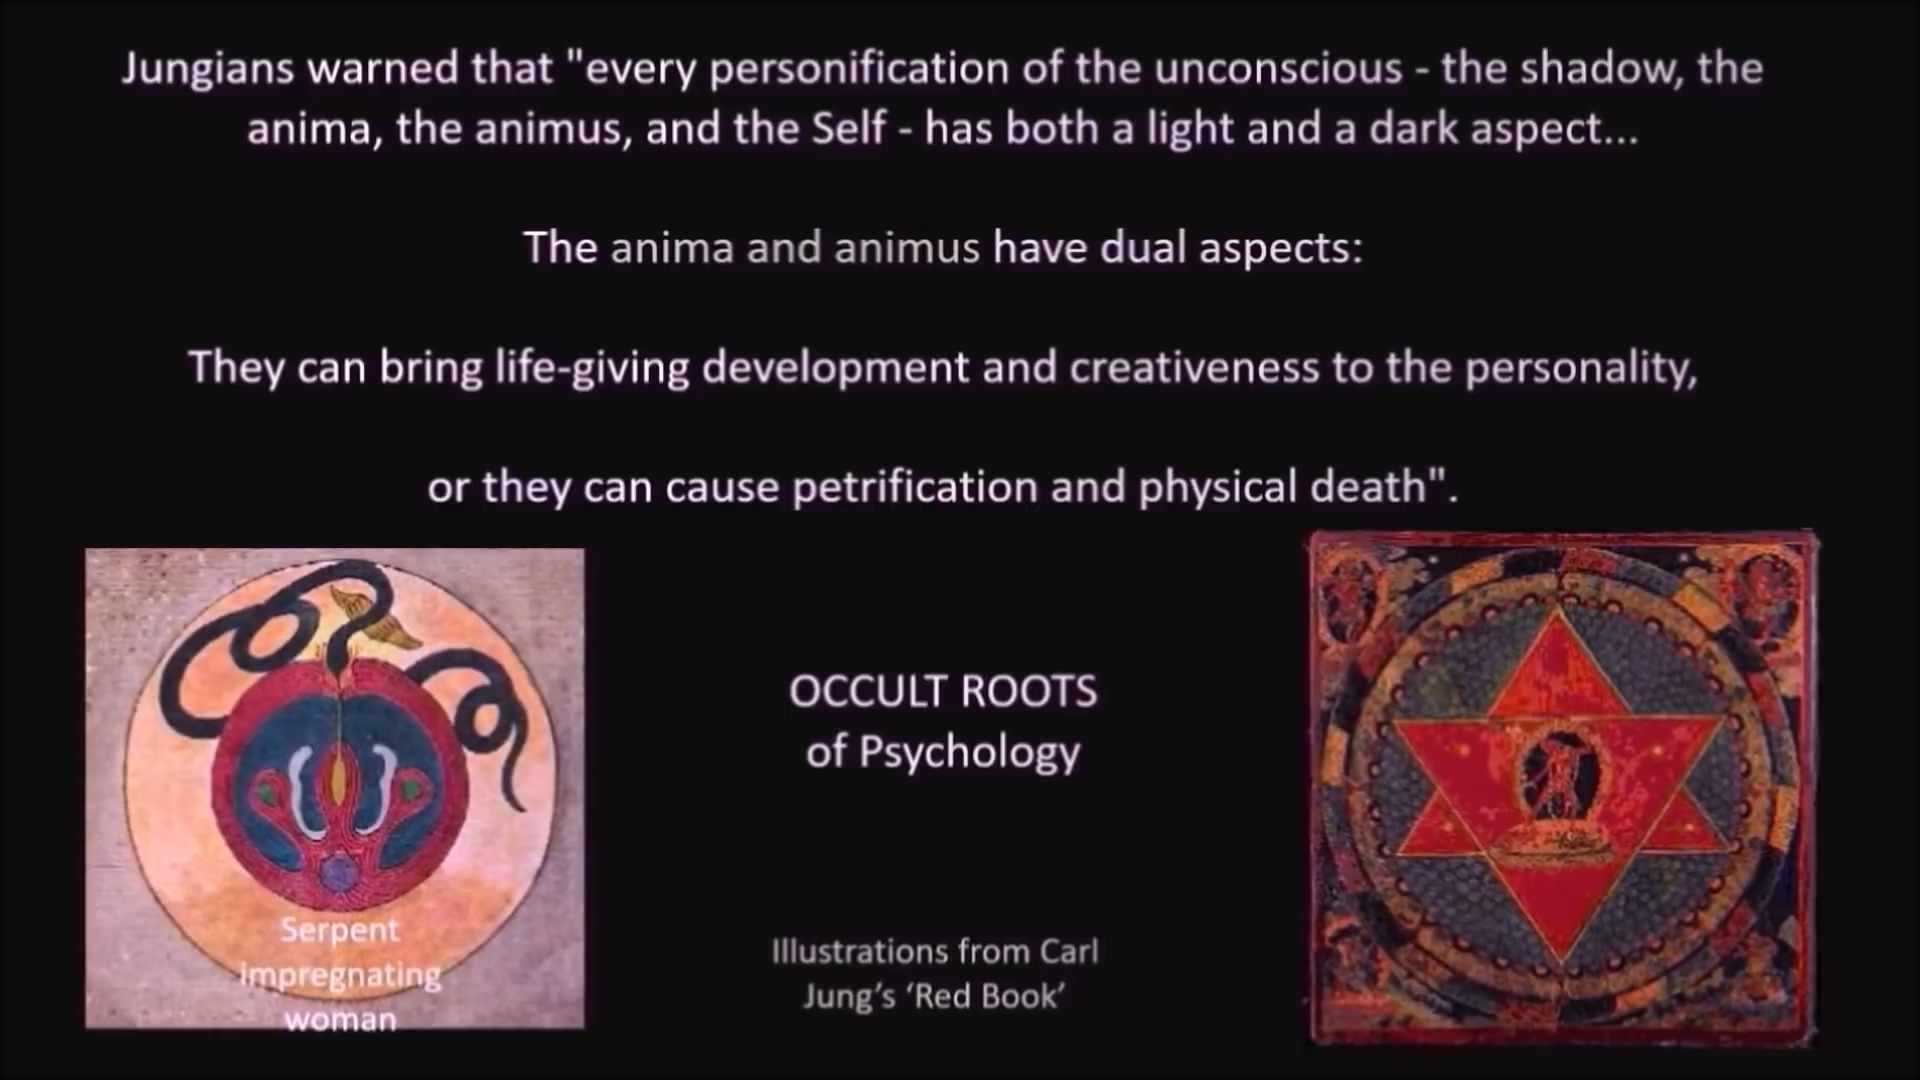 Jungians warned that "every personification of the unconscious - the shadow, the
anima, the animus, and the Self - has both a light and a dark aspect...
The anima and animus have dual aspects:
They can bring life-giving development and creativeness to the personality,
or they can cause petrification and physical death".
OCCULT ROOTS
of Psychology
Serpent
impregnating
woman
Illustrations from Carl
Jung's ‘Red Book’